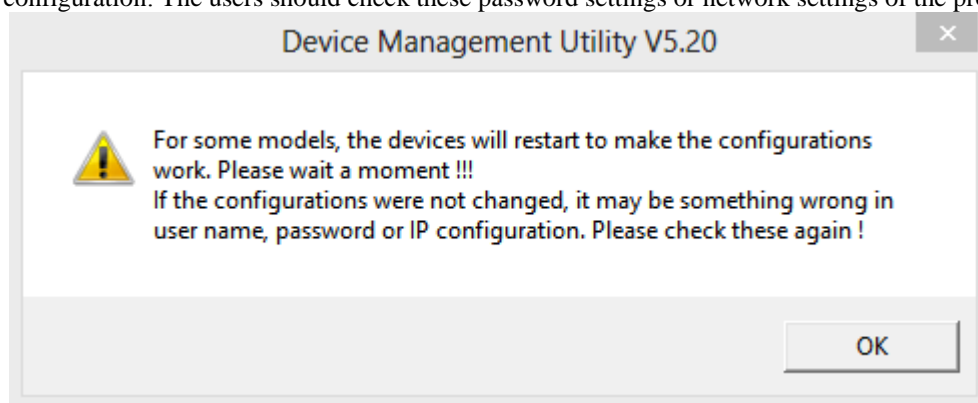 configuration. The users should check these password settings or network settings of the
Device Management Utility V5.20
For some models, the devices will restart to make the configurations
work. Please wait a moment !!!
If the configurations were not changed, it may be something wrong in
user name, password or IP configuration. Please check these again !
OK